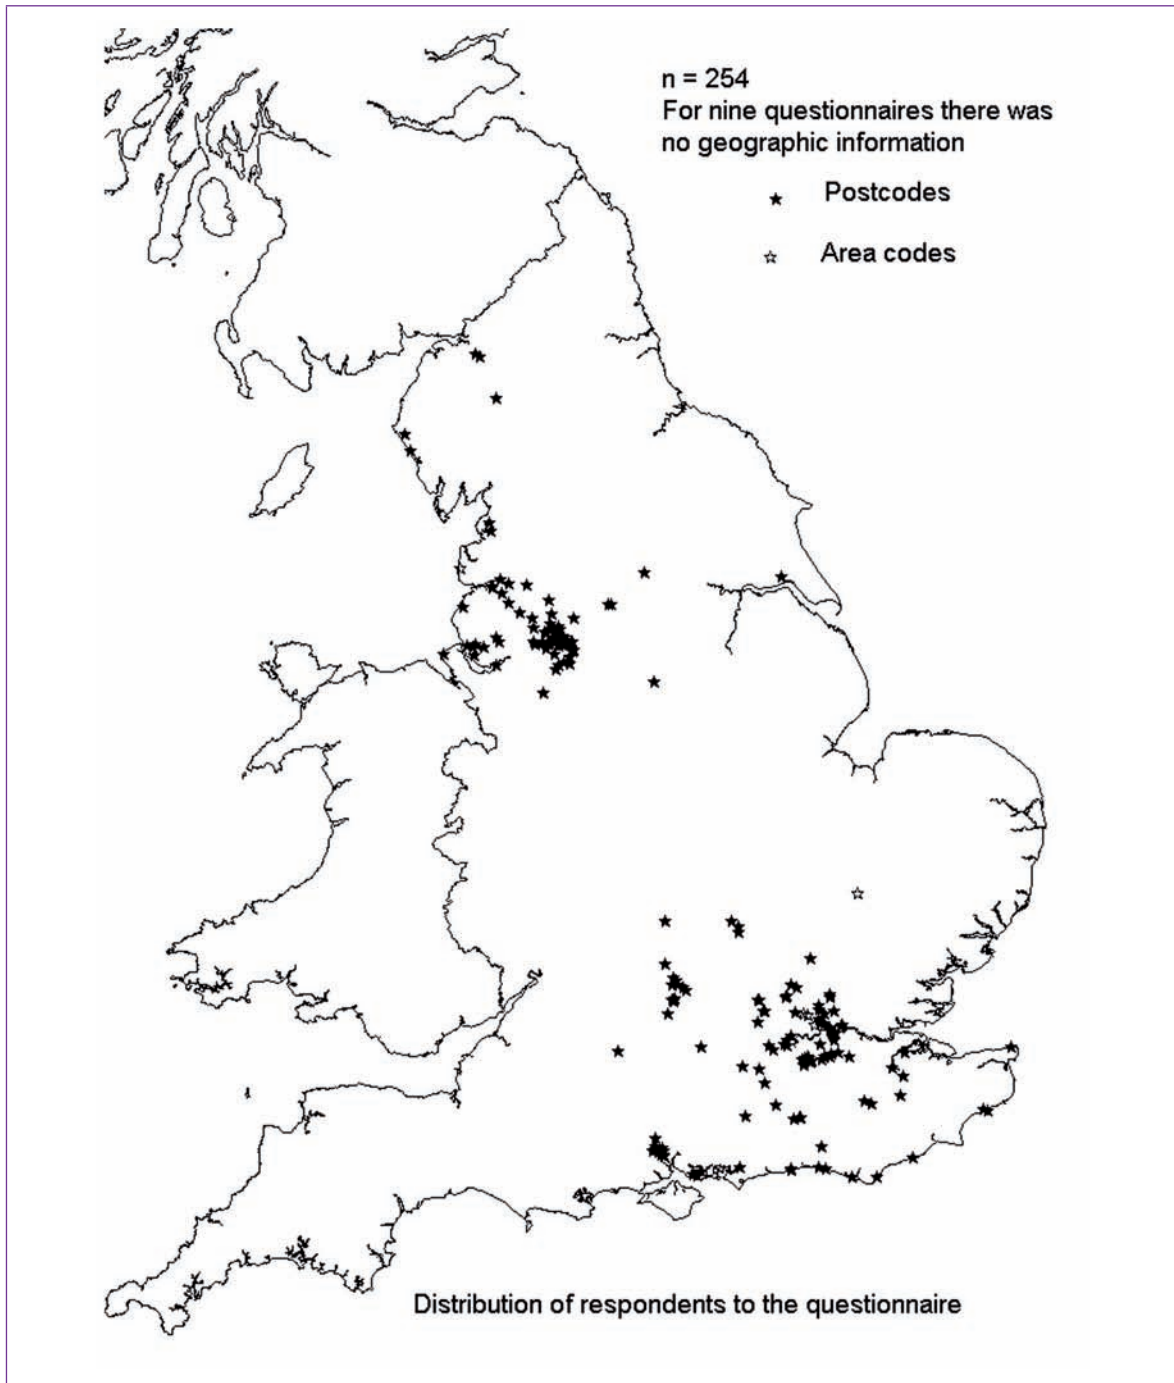 n = 254
For nine questionnaires there was
no geographic information
Postcodes
Area codes
Distribution of respondents to the questionnaire